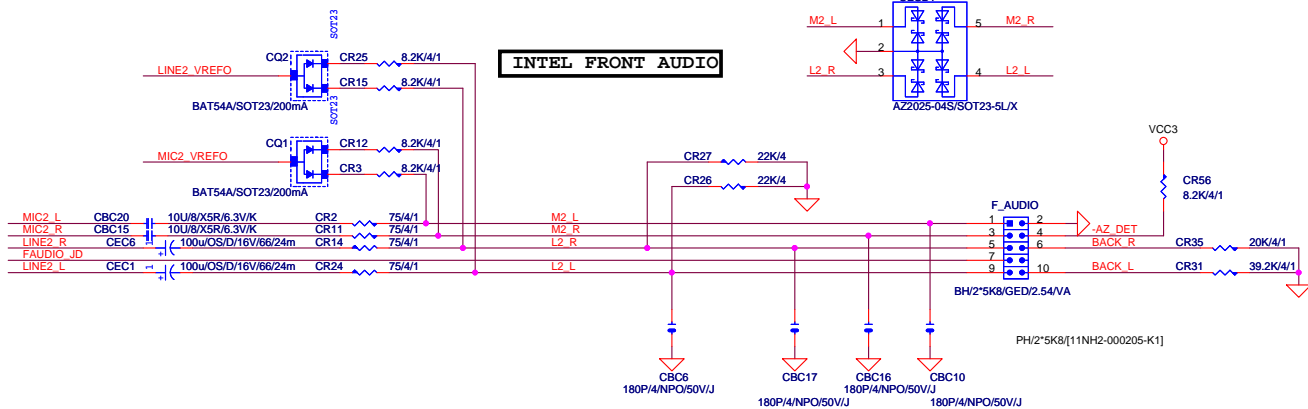 SOT23
CQ2
CR25
8.2K/4/1
LINE2_VREFO
CR15
8.2K/4/1
BAT54A/SOT23/200mA
SOT23
INTEL FRONT AUDIO
M2_L
1
5
M2_R
2
L2_R
3
4
L2_L
AZ2025-04S/SOT23-5L/X
CQ1
CR12
8.2K/4/1
MIC2_VREFO
CR3
8.2K/4/1
BAT54A/SOT23/200mA
CR27
22K/4
CR26
22K/4
VCC3
CR56
8.2K/4/1
F_AUDIO
MIC2_L
CBC20
10U/8/X5R/6.3V/K
CR2
75/4/1
M2_L
1
2
MIC2_R
CBC15
10U/8/X5R/6.3V/K
CR11
75/4/1
M2_R
3
4
-AZ_DET
LINE2_R
CEC6
1
100u/OS/D/16V/66/24m
CR14
75/4/1
L2_R
5
6
BACK_R
CR35
20K/4/1
FAUDIO_JD
7
LINE2_L
CEC1
1
100u/OS/D/16V/66/24m
CR24
75/4/1
L2_L
9
10
BACK_L
CR31
39.2K/4/1
+
+
BH/2*5K8/GED/2.54/VA
PH/2*5K8/[11NH2-000205-K1]
CBC6
180P/4/NPO/50V/J
CBC17
180P/4/NPO/50V/J
CBC16
180P/4/NPO/50V/J
CBC10
180P/4/NPO/50V/J